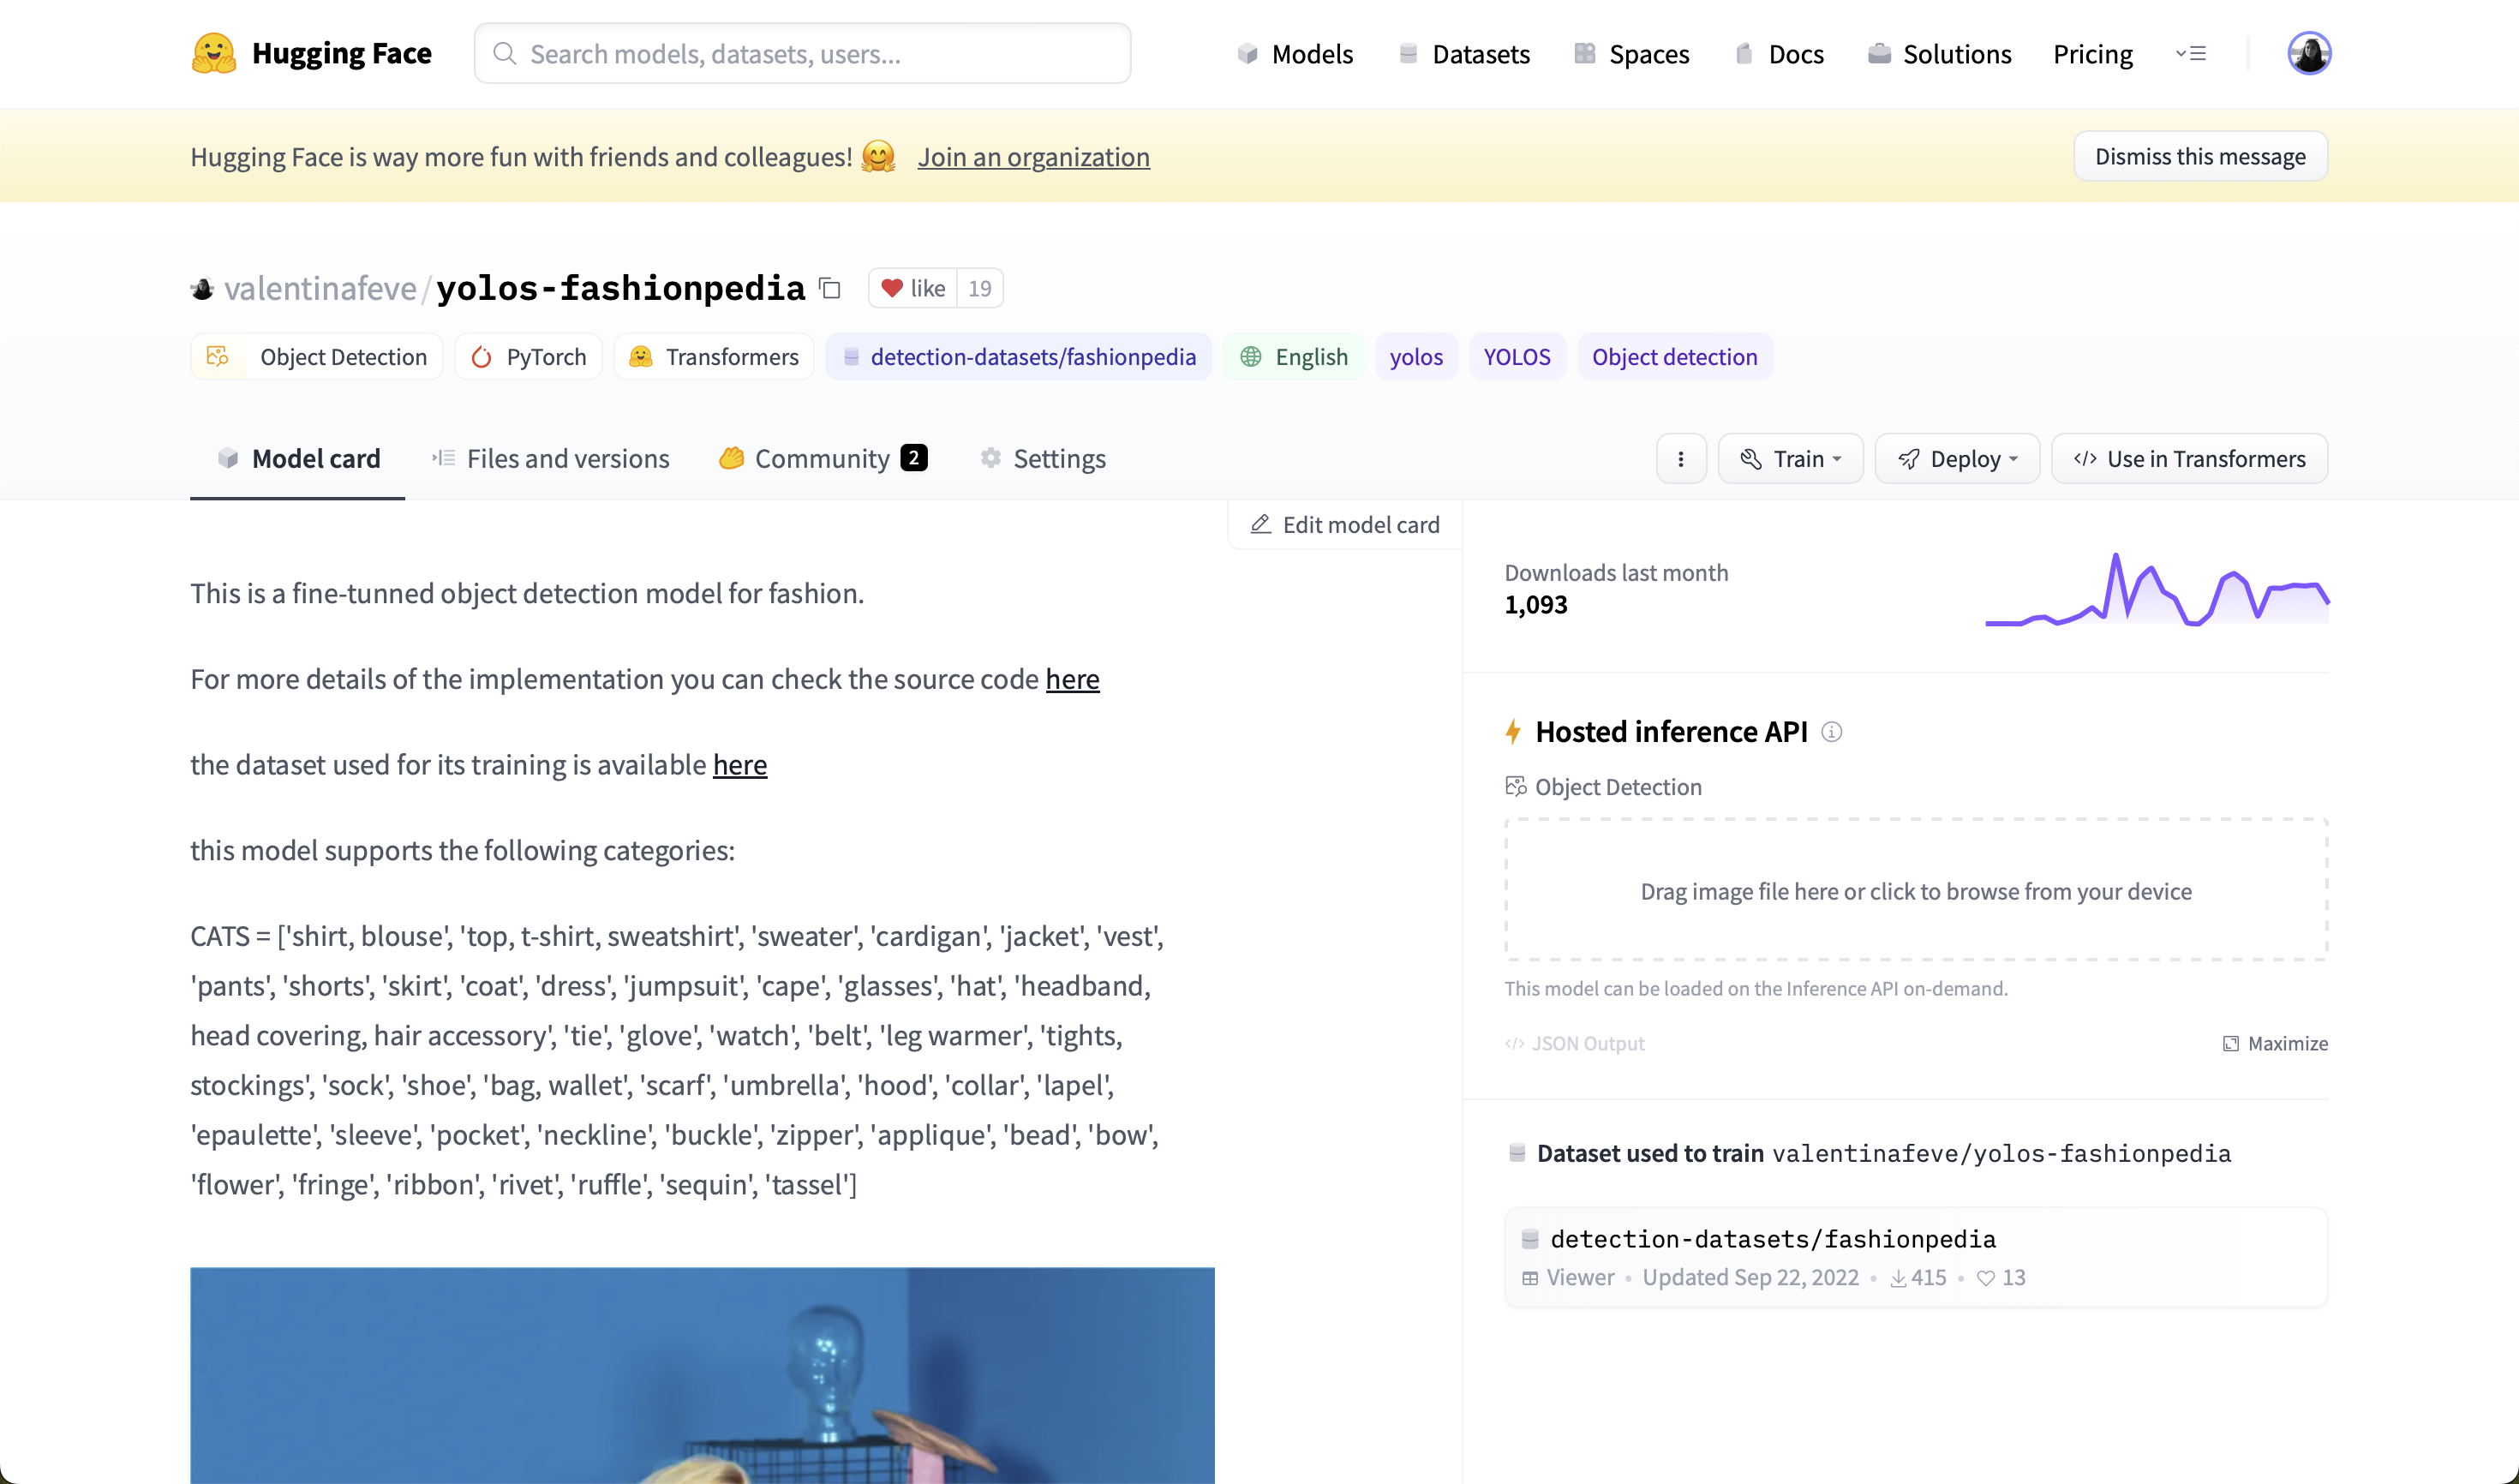 Hugging Face
Search models, datasets, users...
Models
Datasets
Spaces
Docs
Solutions
Pricing
Hugging Face is way more fun with friends and colleagues! 🤗 Join an organization
Dismiss this message
valentinafeve/yolos-fashionpedia
like 19
Object Detection
PyTorch
Transformers
detection-datasets/fashionpedia
English
yolos
YOLOS
Object detection
Model card
Files and versions
Community 2
Settings
Train
Deploy
</> Use in Transformers
Edit model card
This is a fine-tunned object detection model for fashion.
For more details of the implementation you can check the source code here
the dataset used for its training is available here
this model supports the following categories:
CATS = ['shirt, blouse', 'top, t-shirt, sweatshirt', 'sweater', 'cardigan', 'jacket', 'vest',
'pants', 'shorts', 'skirt', 'coat', 'dress', 'jumpsuit', 'cape', 'glasses', 'hat', 'headband,
head covering, hair accessory', 'tie', 'glove', 'watch', 'belt', 'leg warmer', 'tights,
stockings', 'sock', 'shoe', 'bag, wallet', 'scarf', 'umbrella', 'hood', 'collar', 'lapel',
'epaulette', 'sleeve', 'pocket', 'neckline', 'buckle', 'zipper', 'applique', 'bead', 'bow',
'flower', 'fringe', 'ribbon', 'rivet', 'ruffle', 'sequin', 'tassel']
Downloads last month
1,093
Hosted inference API
Object Detection
Drag image file here or click to browse from your device
This model can be loaded on the Inference API on-demand.
</> JSON Output
Maximize
Dataset used to train valentinafeve/yolos-fashionpedia
detection-datasets/fashionpedia
Viewer • Updated Sep 22, 2022 • 415 • 13